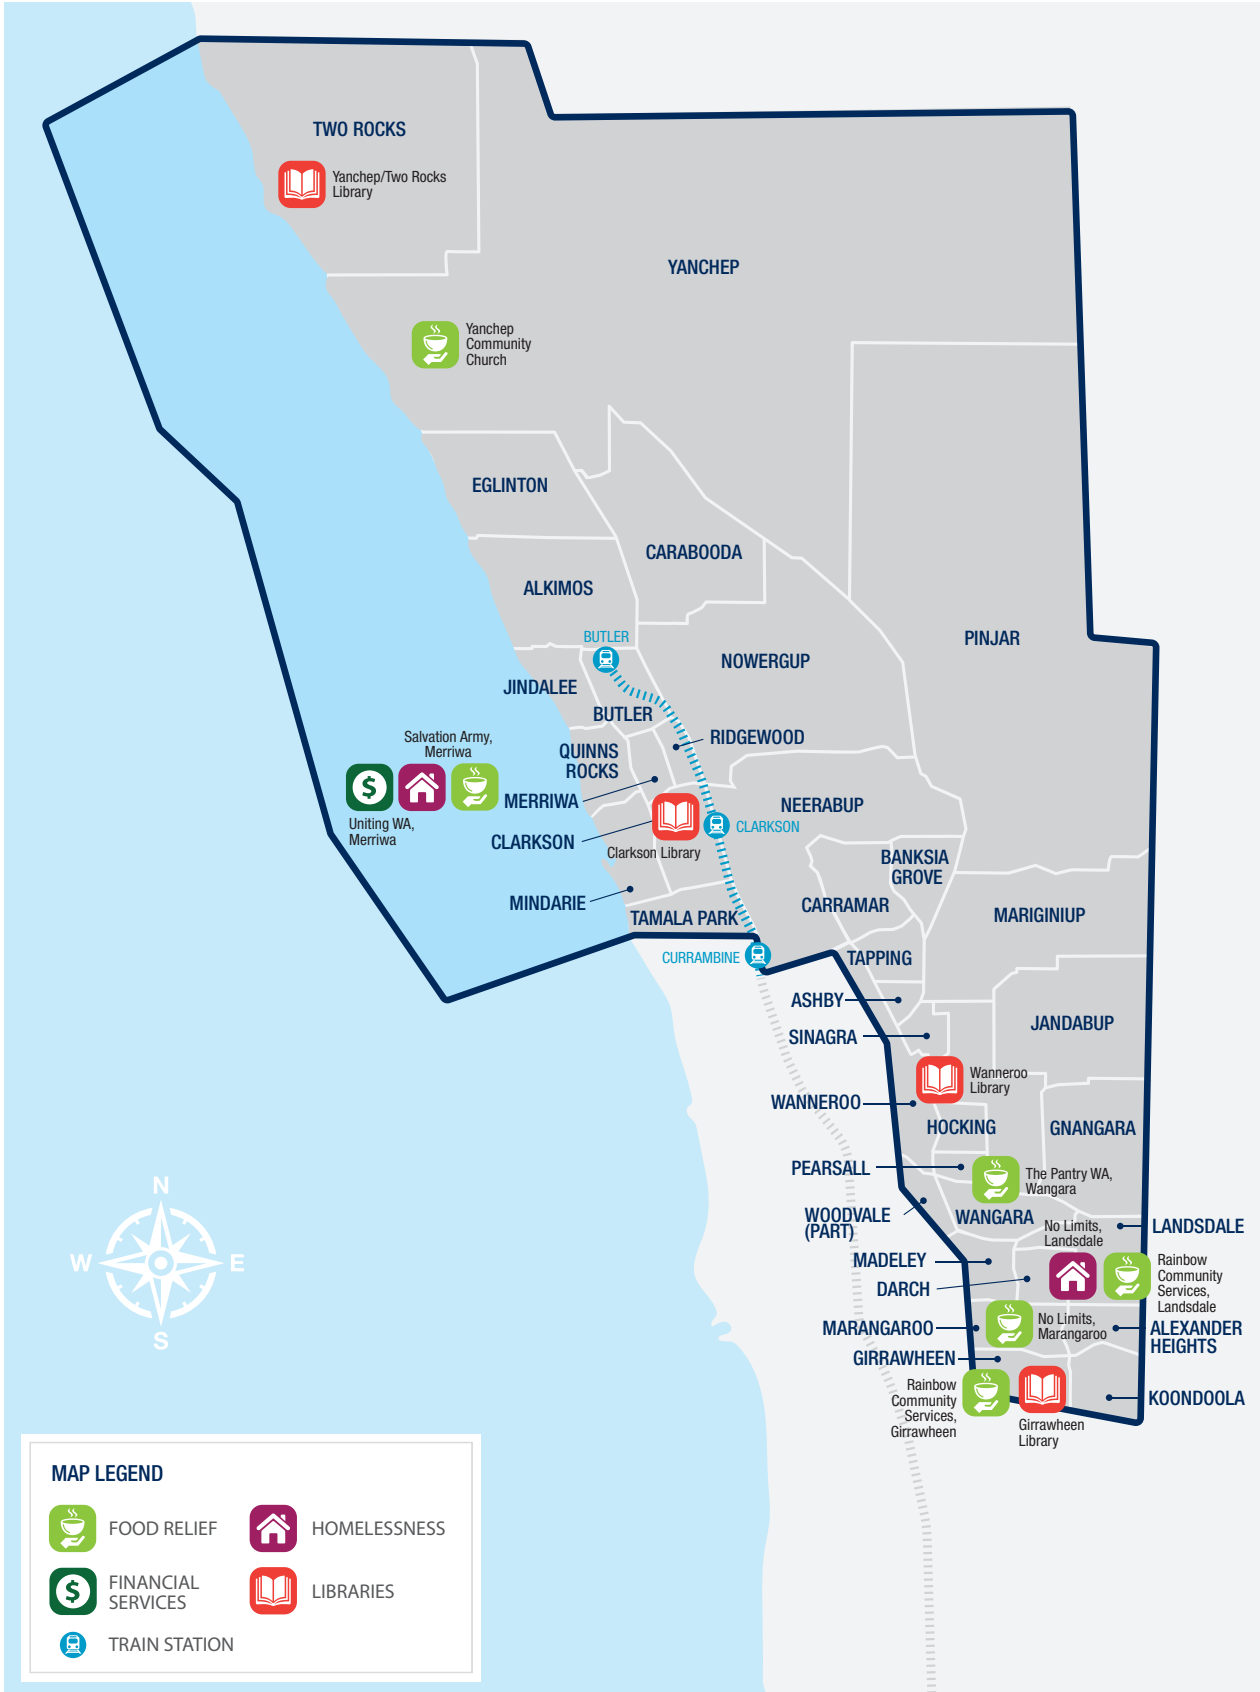 TWO ROCKS
Yanchep/Two Rocks
Library
YANCHEP
Yanchep
Community
Church
EGLINTON
CARABOODA
ALKIMOS
BUTLER
PINJAR
NOWERGUP
JINDALEE
BUTLER
RIDGEWOOD
Salvation Army,
Merriwa
QUINNS
ROCKS
MERRIWA
NEERABUP
Uniting WA,
Merriwa
CLARKSON
CLARKSON
Clarkson Library
BANKSIA
GROVE
MINDARIE
CARRAMAR
TAMALA PARK
MARIGINIUP
CURRAMBINE
TAPPING
ASHBY
JANDABUP
SINAGRA
Wanneroo
Library
WANNEROO
HOCKING
GNANGARA
PEARSALL
The Pantry WA,
Wangara
WOODVALE
(PART)
WANGARA
No Limits,
Landsdale
LANDSDALE
MADELEY
DARCH
Rainbow
Community
Services,
Landsdale
MARANGAROO
No Limits,
Marangaroo
ALEXANDER
HEIGHTS
GIRRAWHEEN
Rainbow
Community
Services,
Girrawheen
KOONDOOLA
Girrawheen
Library
N
W
E
S
MAP LEGEND
FOOD RELIEF
HOMELESSNESS
FINANCIAL
SERVICES
LIBRARIES
TRAIN STATION